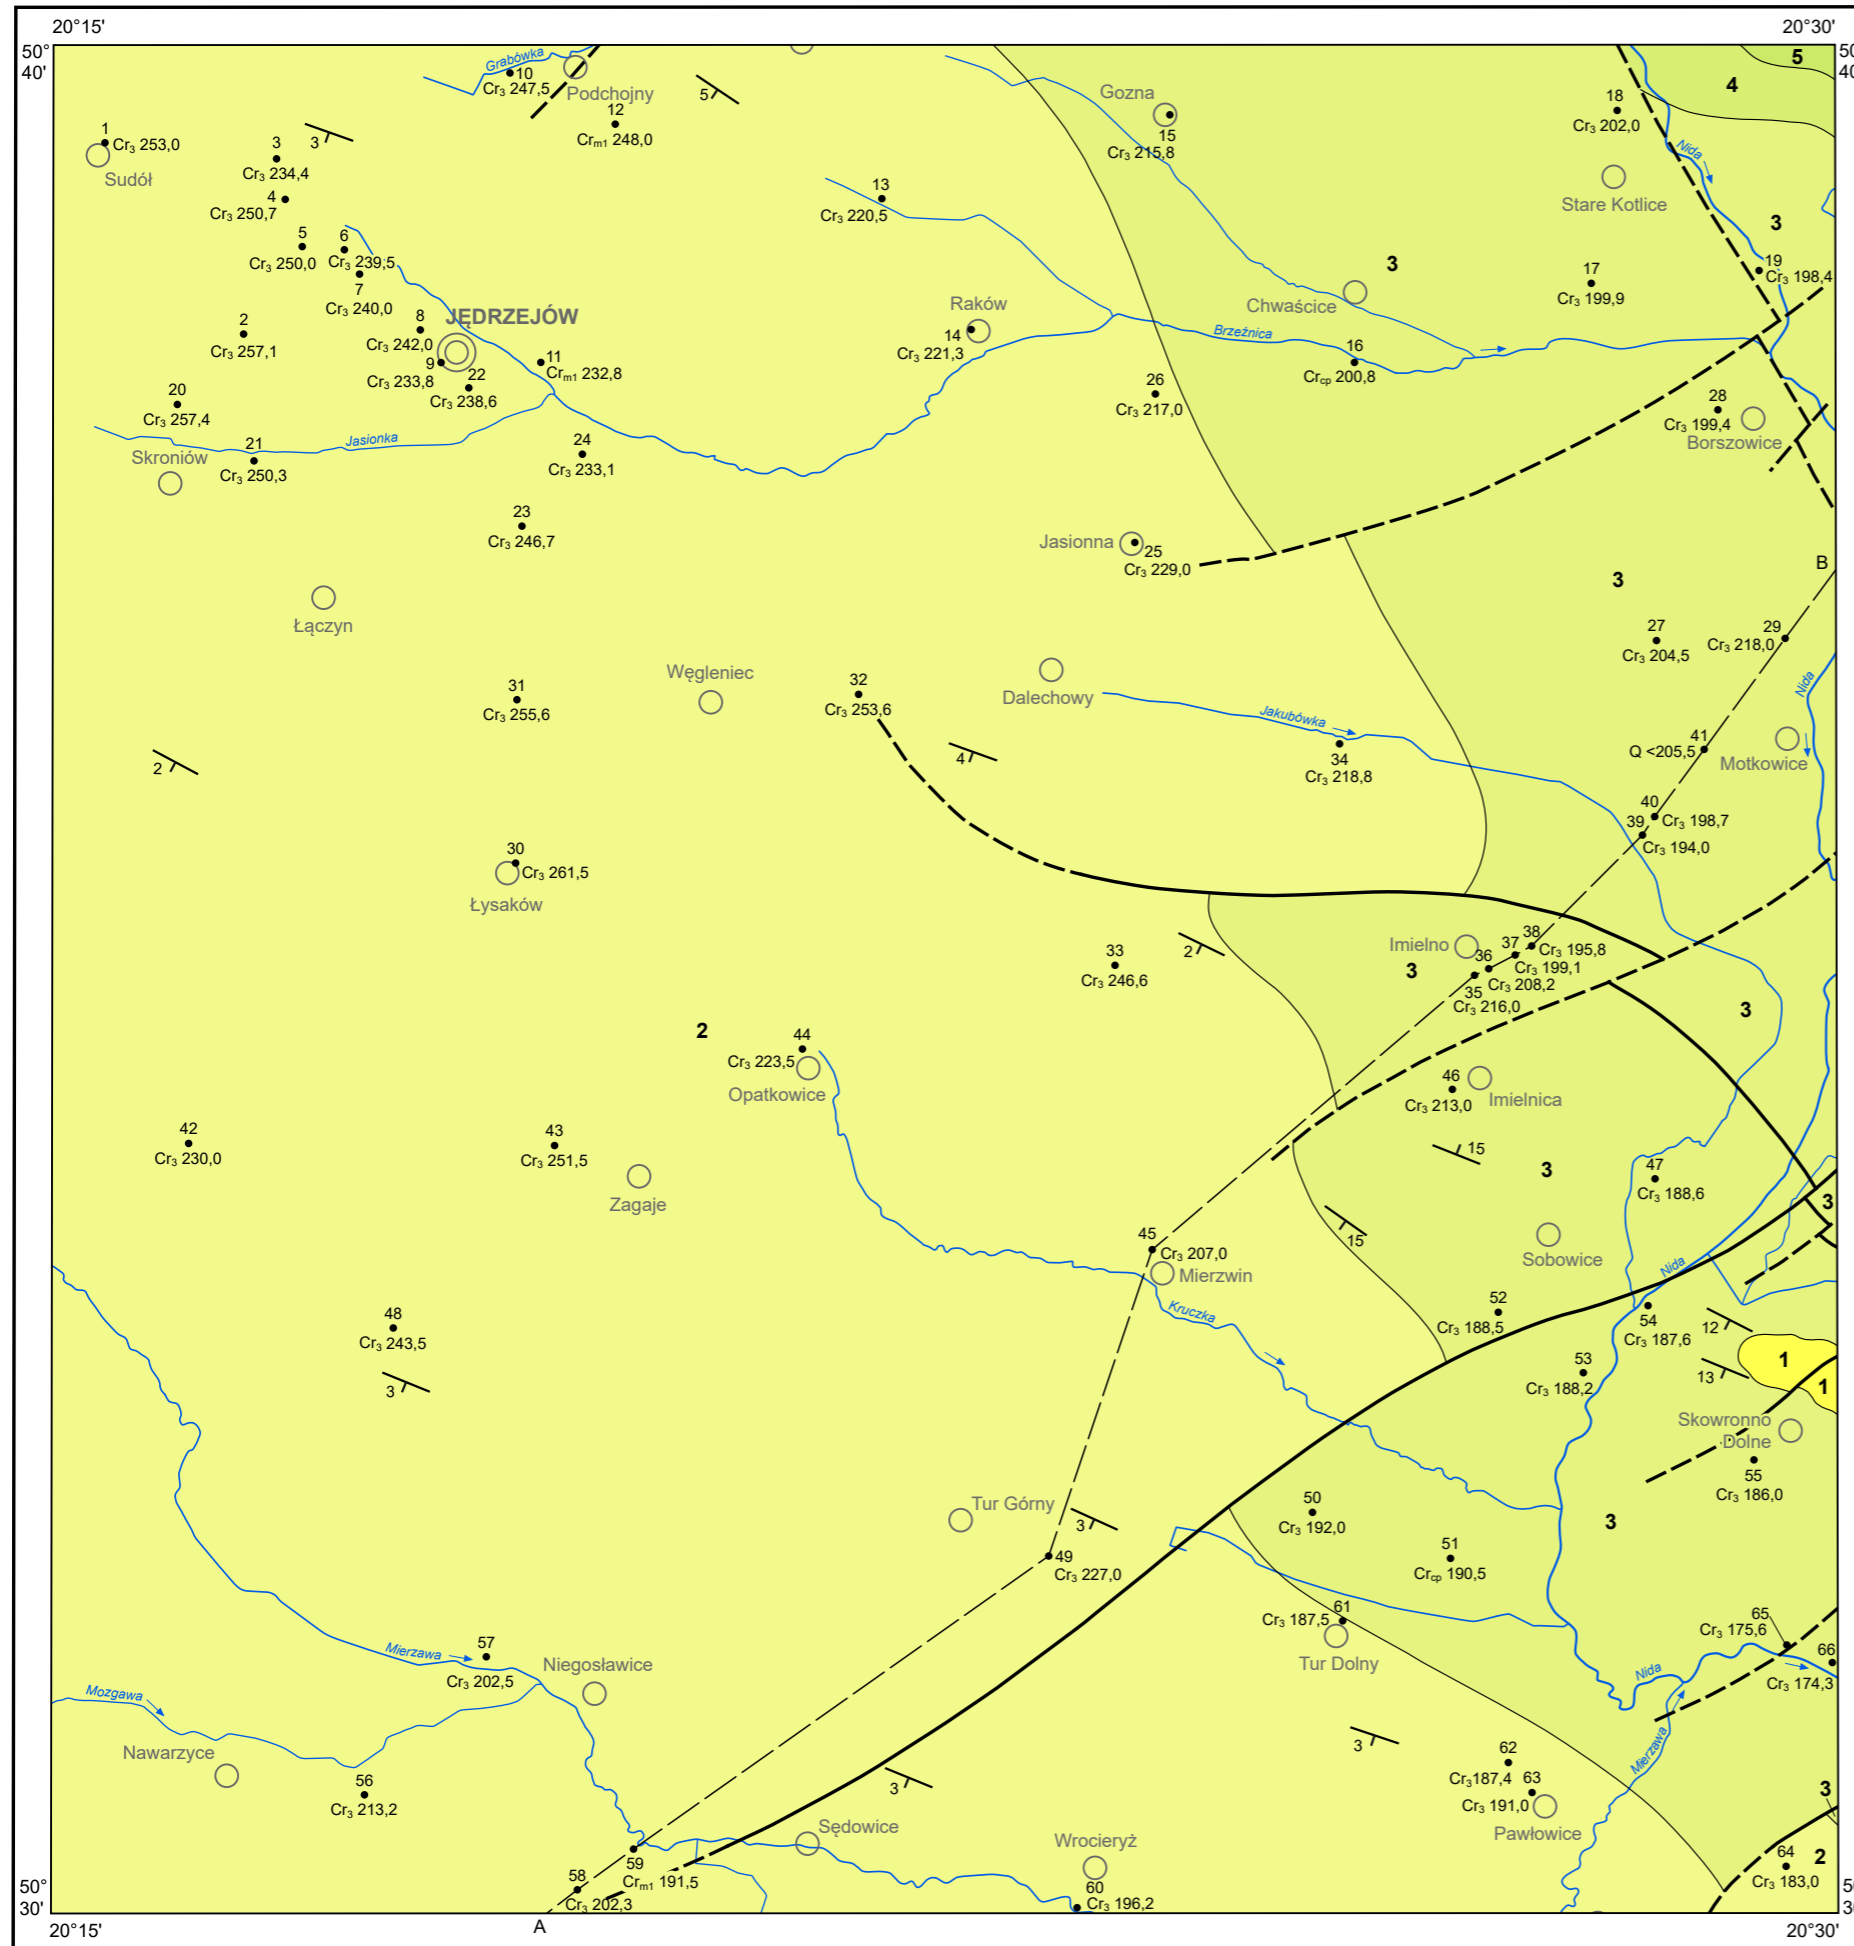 20°15'
20°30'
50°
40'
50
40
Grabówka
10
Cr₃ 247,5
Podchojny
12
Crₘ₁ 248,0
5
Gozna
15
Cr₃ 215,8
18
Cr₃ 202,0
4
5
Nida
1
Cr₃ 253,0
Sudół
3
Cr₃ 234,4
3
4
Cr₃ 250,7
13
Cr₃ 220,5
Stare Kotlice
3
5
Cr₃ 250,0
6
Cr₃ 239,5
7
Cr₃ 240,0
3
17
Cr₃ 199,9
19
Cr₃ 198,4
2
Cr₃ 257,1
8
Cr₃ 242,0
JĘDRZEJÓW
9
Cr₃ 233,8
22
Cr₃ 238,6
11
Crₘ₁ 232,8
Raków
14
Cr₃ 221,3
Chwaścice
Brzeźnica
16
Cr cp 200,8
26
Cr₃ 217,0
28
Cr₃ 199,4
Borszowice
20
Cr₃ 257,4
Skroniów
21
Cr₃ 250,3
Jasionka
24
Cr₃ 233,1
23
Cr₃ 246,7
Jasionna
25
Cr₃ 229,0
B
3
Łączyn
27
Cr₃ 204,5
29
Cr₃ 218,0
Nida
31
Cr₃ 255,6
Węgleniec
32
Cr₃ 253,6
Dalechowy
Jakubówka
34
Cr₃ 218,8
41
Q <205,5
Motkowice
2
4
40
Cr₃ 198,7
39
Cr₃ 194,0
30
Cr₃ 261,5
Łysaków
33
Cr₃ 246,6
2
Imielno
3
38
Cr₃ 195,8
37
Cr₃ 199,1
36
Cr₃ 208,2
35
Cr₃ 216,0
3
2
44
Cr₃ 223,5
Opatkowice
46
Cr₃ 213,0
Imielnica
42
Cr₃ 230,0
43
Cr₃ 251,5
Zagaje
15
3
47
Cr₃ 188,6
3
15
Sobowice
45
Cr₃ 207,0
Mierzwin
Nida
Kruczka
48
Cr₃ 243,5
3
52
Cr₃ 188,5
54
Cr₃ 187,6
12
53
Cr₃ 188,2
13
1
1
Skowronno
Dolne
55
Cr₃ 186,0
Tur Górny
3
49
Cr₃ 227,0
50
Cr₃ 192,0
51
Cr cp 190,5
3
61
Cr₃ 187,5
Tur Dolny
65
Cr₃ 175,6
66
Cr₃ 174,3
Nida
Mierzawa
57
Cr₃ 202,5
Niegosławice
Mozgawa
Nawarzyce
56
Cr₃ 213,2
3
3
62
Cr₃187,4
63
Cr₃ 191,0
Pawłowice
Mierzawa
3
Sędowice
Wrocieryż
59
Crₘ₁ 191,5
58
Cr₃ 202,3
60
Cr₃ 196,2
64
Cr₃ 183,0
2
50°
30'
5
3
20°15'
A
20°30'